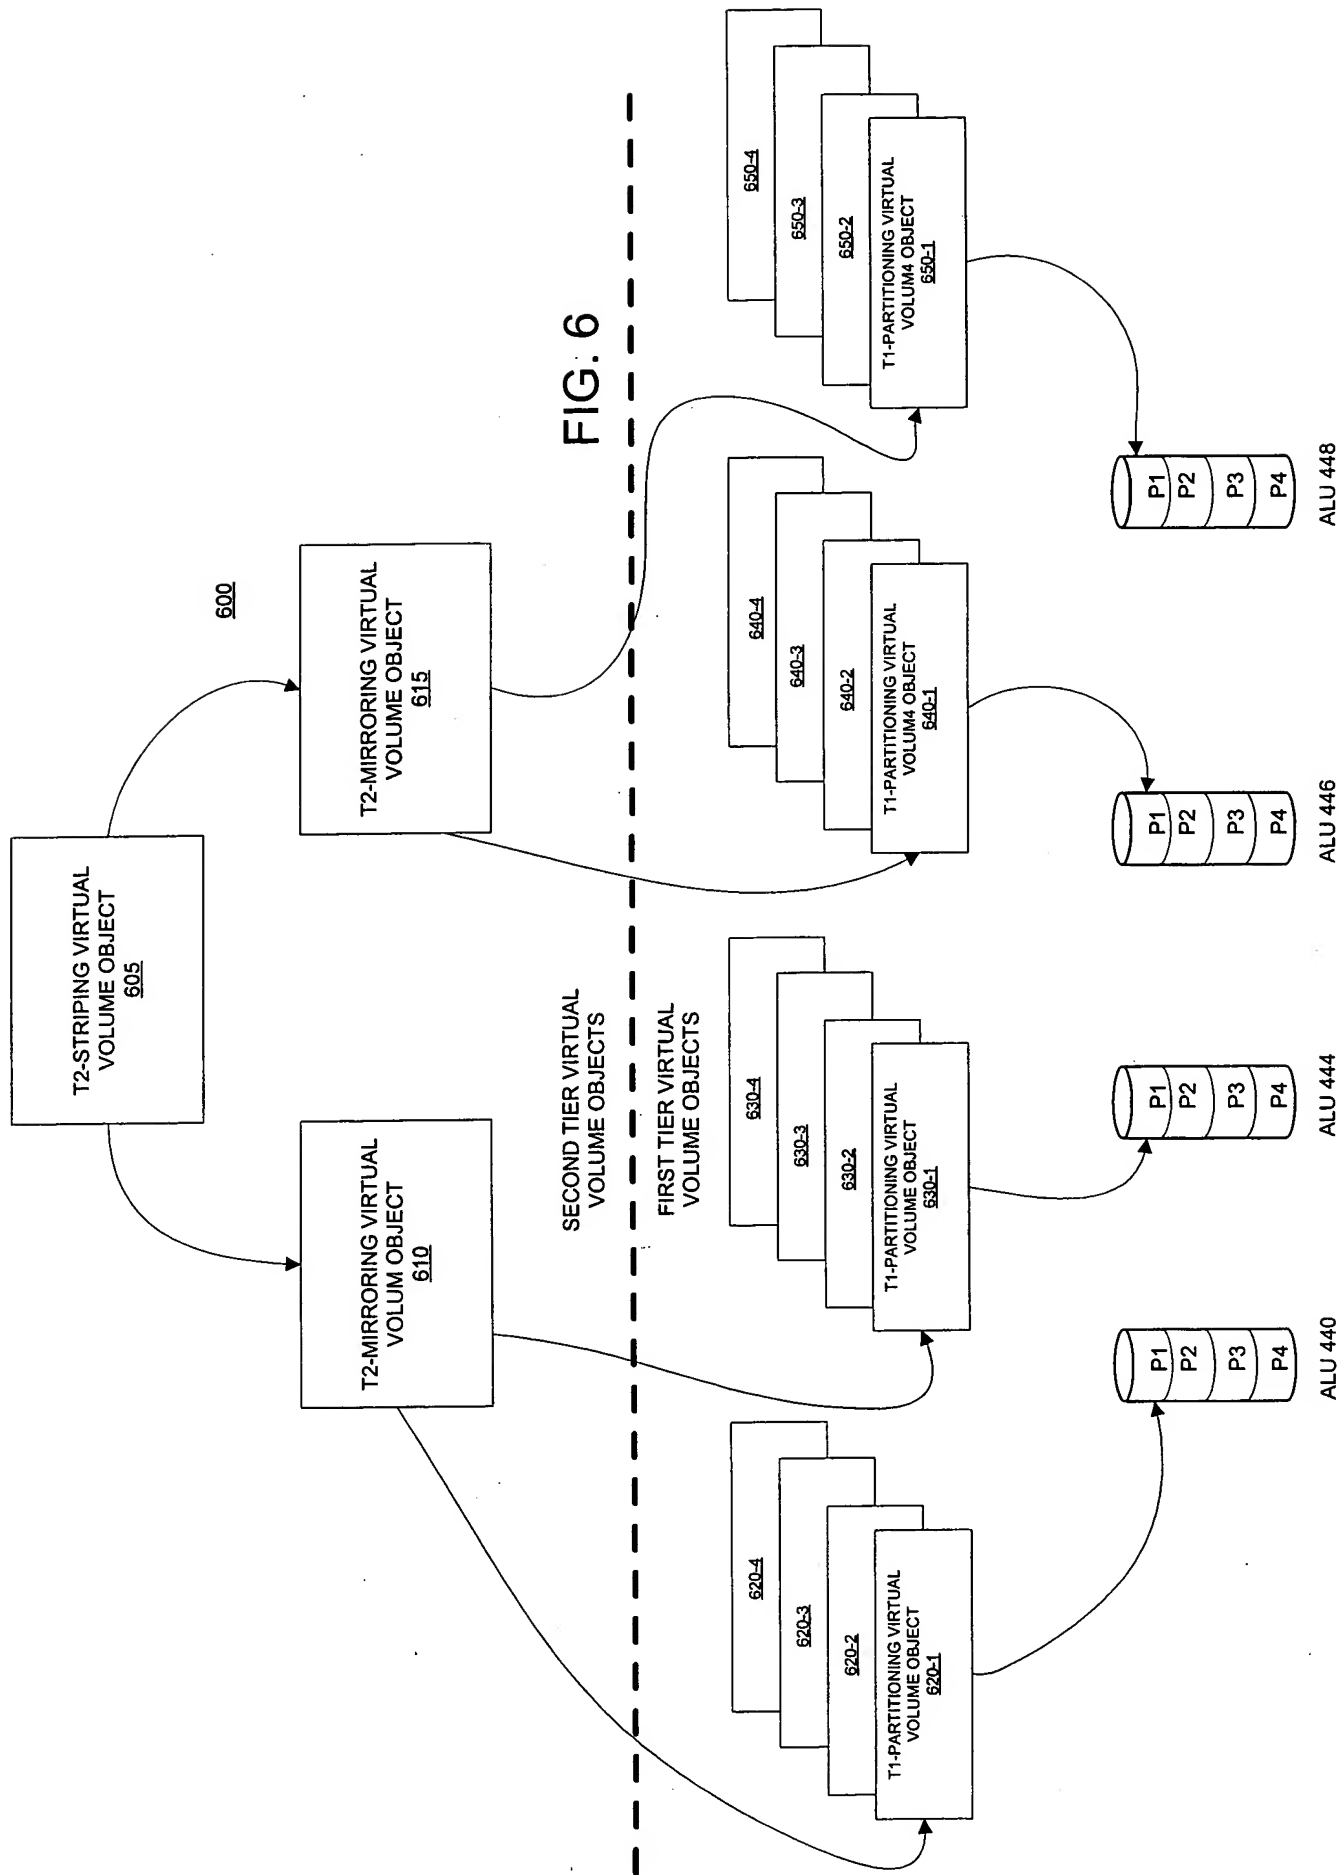 T2-STRIPING VIRTUAL
VOLUME OBJECT
605
600
T2-MIRRORING VIRTUAL
VOLUM OBJECT
610
T2-MIRRORING VIRTUAL
VOLUME OBJECT
615
FIG. 6
SECOND TIER VIRTUAL
VOLUME OBJECTS
FIRST TIER VIRTUAL
VOLUME OBJECTS
620-4
620-3
620-2
T1-PARTITIONING VIRTUAL
VOLUME OBJECT
620-1
630-4
630-3
630-2
T1-PARTITIONING VIRTUAL
VOLUME OBJECT
630-1
640-4
640-3
640-2
T1-PARTITIONING VIRTUAL
VOLUM4 OBJECT
640-1
650-4
650-3
650-2
T1-PARTITIONING VIRTUAL
VOLUM4 OBJECT
650-1
P1
P2
P3
P4
ALU 440
P1
P2
P3
P4
ALU 444
P1
P2
P3
P4
ALU 446
P1
P2
P3
P4
ALU 448